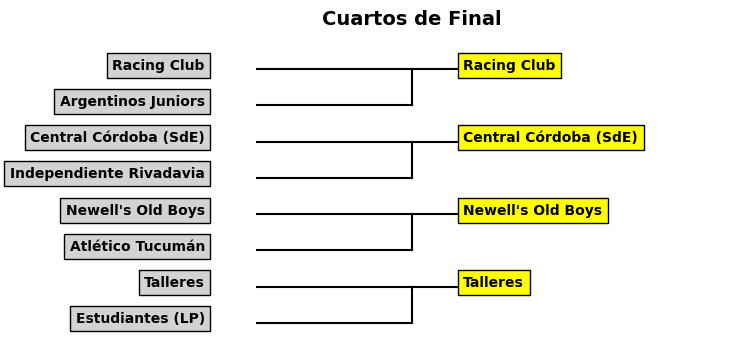 Cuartos de Final
Racing Club
Racing Club
Argentinos Juniors
Central Córdoba (SdE)
Central Córdoba (SdE)
Independiente Rivadavia
Newell's Old Boys
Newell's Old Boys
Atlético Tucumán
Talleres
Talleres
Estudiantes (LP)